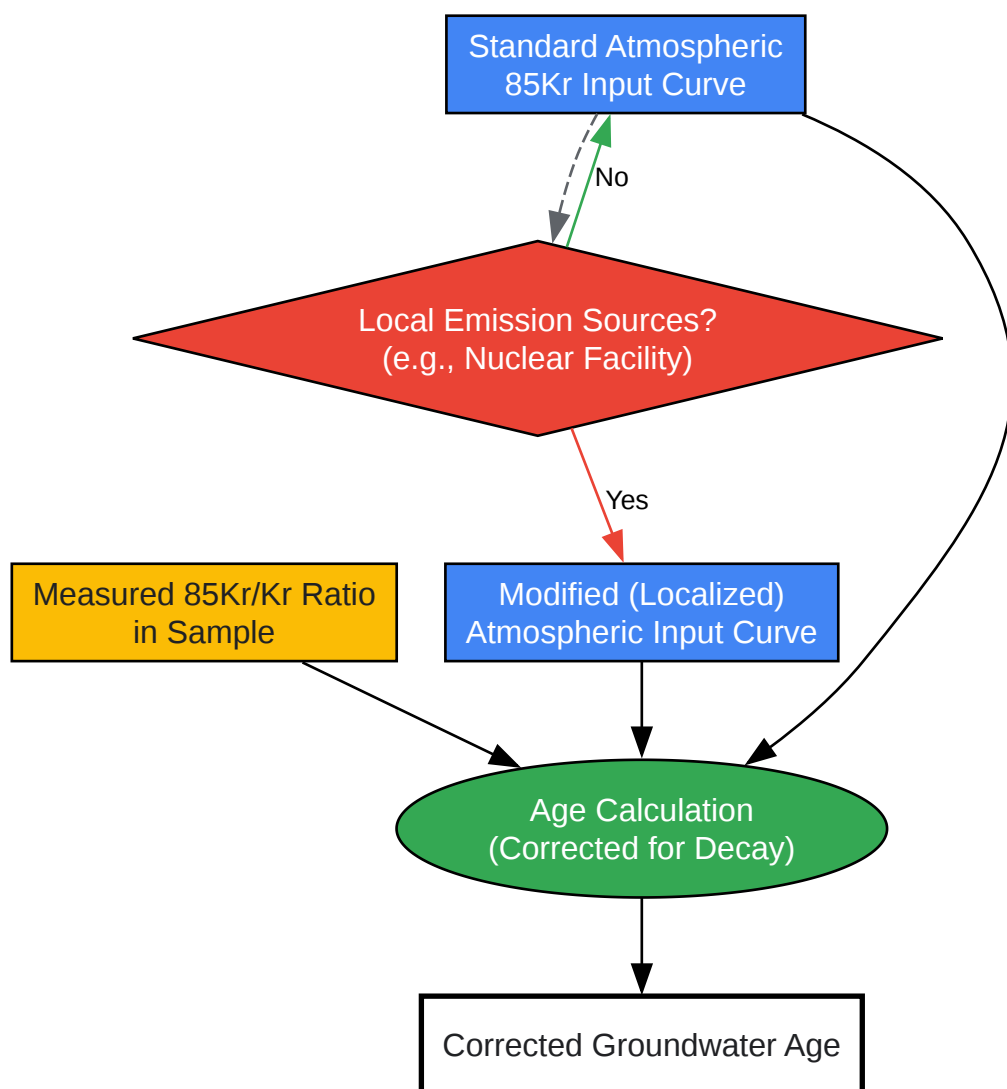 Standard Atmospheric
85Kr Input Curve
No
Local Emission Sources?
(e.g., Nuclear Facility)
Yes
Measured 85Kr/Kr Ratio
in Sample
Modified (Localized)
Atmospheric Input Curve
Age Calculation
(Corrected for Decay)
Corrected Groundwater Age